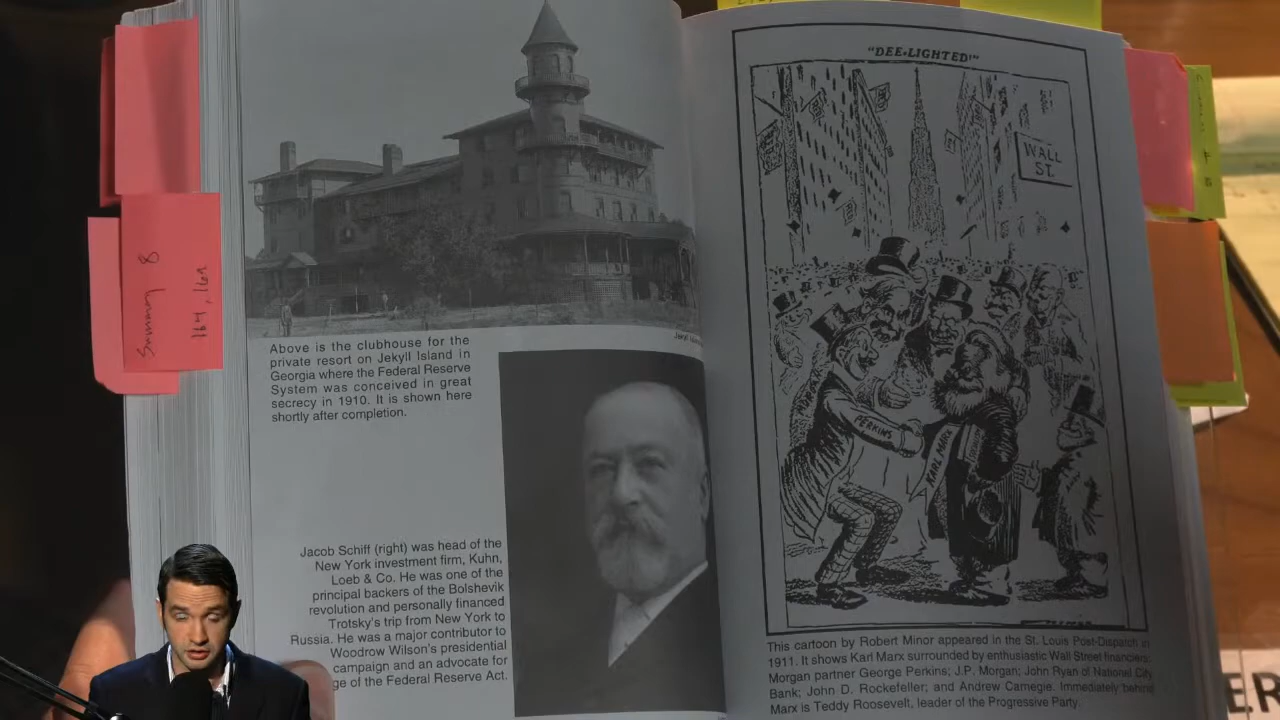 Summary 8
164, 169
Above is the clubhouse for the
private resort on Jekyll Island in
Georgia where the Federal Reserve
System was conceived in great
secrecy in 1910. It is shown here
shortly after completion.
Jekyll
Jacob Schiff (right) was head of the
New York investment firm, Kuhn,
Loeb & Co. He was one of the
principal backers of the Bolshevik
revolution and personally financed
Trotsky's trip from New York to
Russia. He was a major contributor to
Woodrow Wilson's presidential
campaign and an advocate for
ge of the Federal Reserve Act.
"DEE-LIGHTED!"
WALL
ST.
PERKINS
KARL MARX
This cartoon by Robert Minor appeared in the St. Louis Post-Dispatch in
1911. It shows Karl Marx surrounded by enthusiastic Wall Street financiers:
Morgan partner George Perkins; J.P. Morgan; John Ryan of National City
Bank; John D. Rockefeller; and Andrew Carnegie. Immediately behind
Marx is Teddy Roosevelt, leader of the Progressive Party.
ER